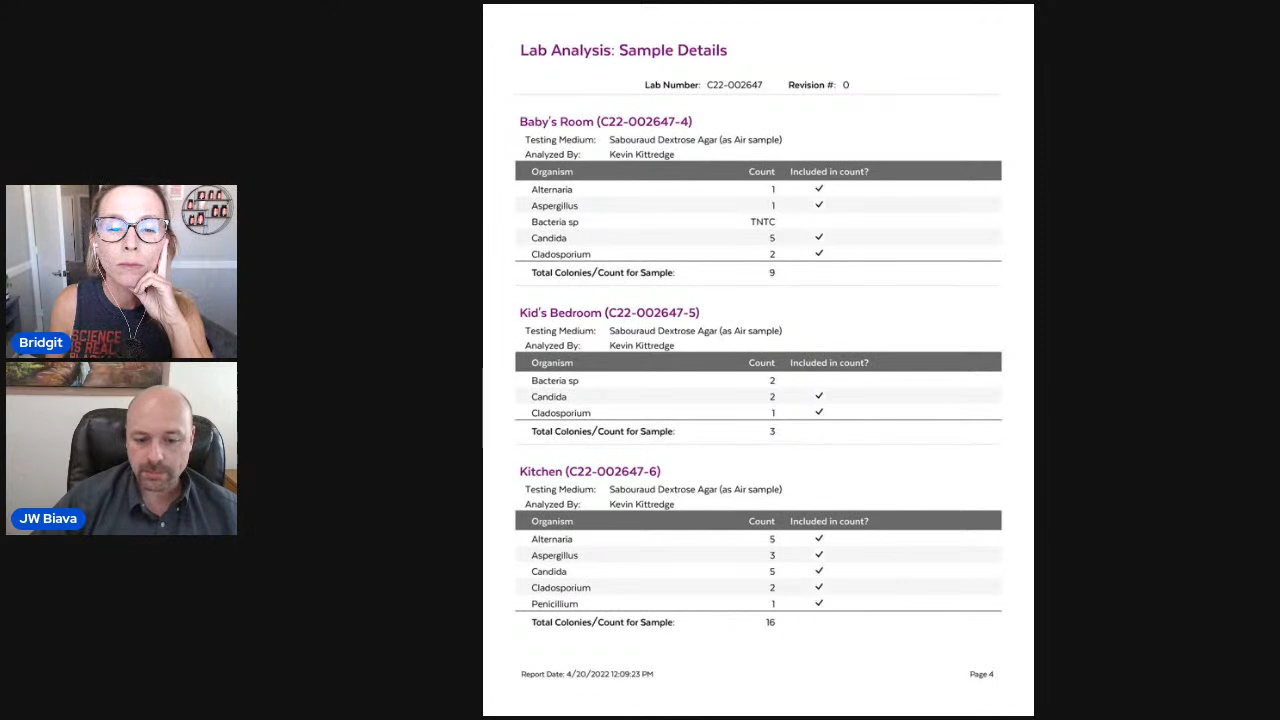 Lab Analysis: Sample Details
Lab Number: C22-002647 Revision #: 0
Baby's Room (C22-002647-4)
Testing Medium: Sabouraud Dextrose Agar (as Air sample)
Analyzed By: Kevin Kittredge
Organism Count Included in count?
Alternaria 1 ✓
Aspergillus 1 ✓
Bacteria sp TNTC
Candida 5 ✓
Cladosporium 2 ✓
Total Colonies/Count for Sample: 9
Kid's Bedroom (C22-002647-5)
Testing Medium: Sabouraud Dextrose Agar (as Air sample)
Analyzed By: Kevin Kittredge
Organism Count Included in count?
Bacteria sp 2
Candida 2 ✓
Cladosporium 1 ✓
Total Colonies/Count for Sample: 3
Kitchen (C22-002647-6)
Testing Medium: Sabouraud Dextrose Agar (as Air sample)
Analyzed By: Kevin Kittredge
Organism Count Included in count?
Alternaria 5 ✓
Aspergillus 3 ✓
Candida 5 ✓
Cladosporium 2 ✓
Penicillium 1 ✓
Total Colonies/Count for Sample: 16
Report Date: 4/20/2022 12:09:23 PM Page 4
SCIENCE
IS REAL
Bridgit
JW Biava